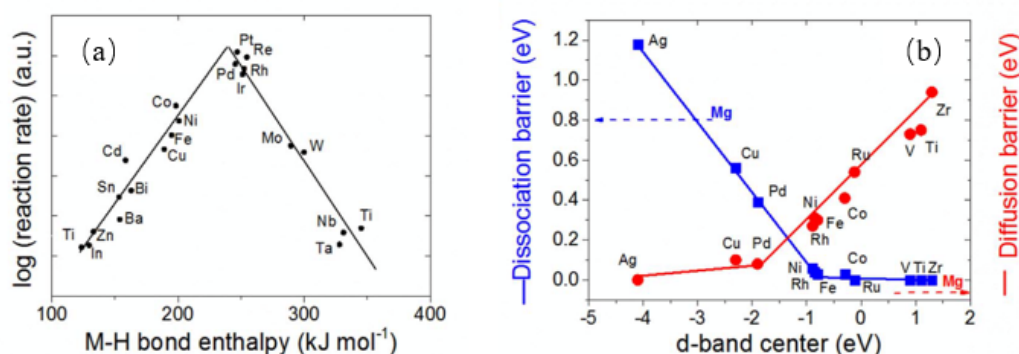 (a)
log (reaction rate) (a.u.)
Pt
Re
Pd
Rh
Ir
Co
Ni
Fe
Cu
Cd
Mo
W
Sn
Bi
Ba
Zn
Ti
In
Nb
Ti
Ta
100
200
300
400
M-H bond enthalpy (kJ mol⁻¹)
(b)
Dissociation barrier (eV)
1.2
1.0
0.8
0.6
0.4
0.2
0.0
Ag
Mg
Cu
Pd
Ni
Rh
Fe
Co
Ru
V Ti Zr
Ag
Cu
Pd
Ni
Rh
Fe
Co
Ru
V
Ti
Zr
Mg
-5
-4
-3
-2
-1
0
1
2
d-band center (eV)
Diffusion barrier (eV)